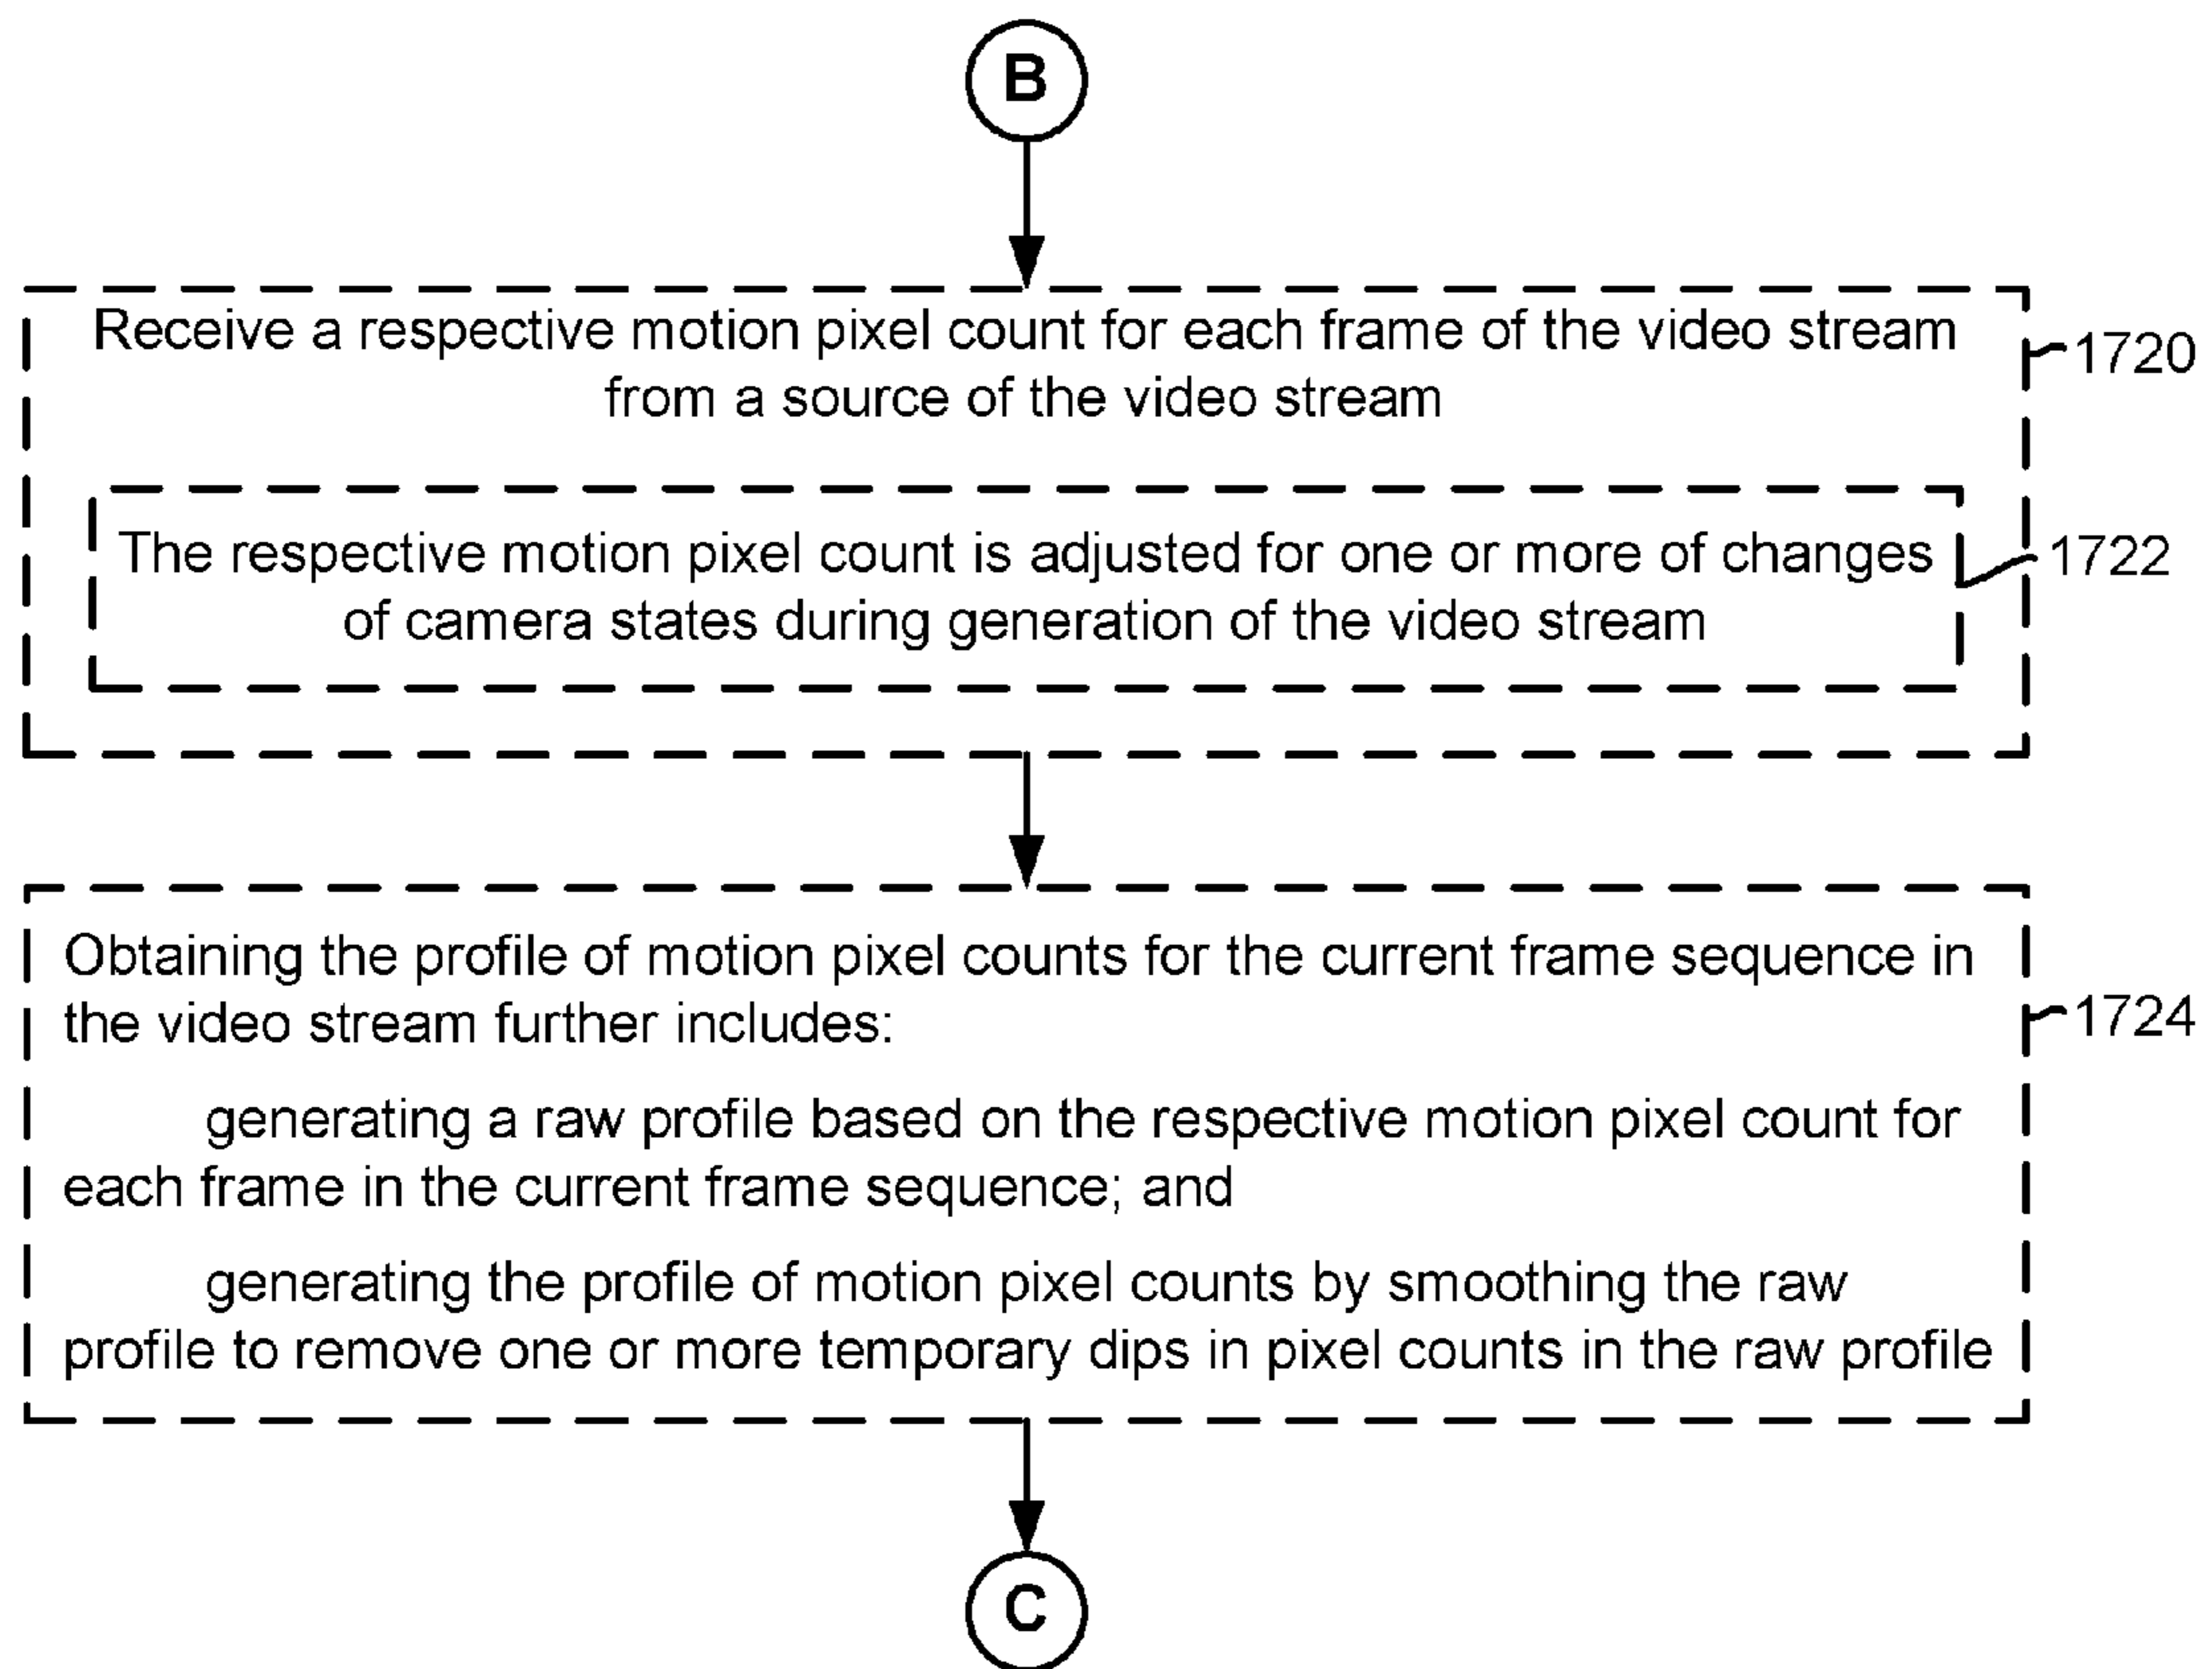 B
Receive a respective motion pixel count for each frame of the video stream
from a source of the video stream
1720
The respective motion pixel count is adjusted for one or more of changes
of camera states during generation of the video stream
1722
Obtaining the profile of motion pixel counts for the current frame sequence in
the video stream further includes:
1724
generating a raw profile based on the respective motion pixel count for
each frame in the current frame sequence; and
generating the profile of motion pixel counts by smoothing the raw
profile to remove one or more temporary dips in pixel counts in the raw profile
C